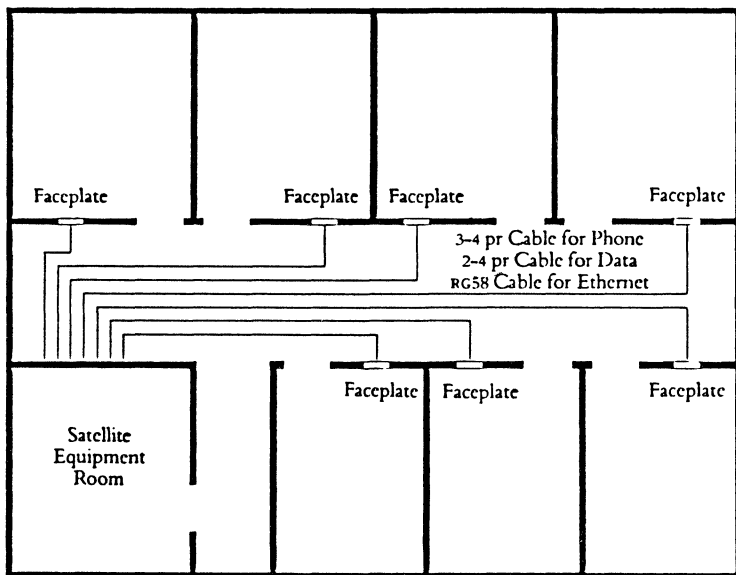 Faceplate
Faceplate
Faceplate
Faceplate
3-4 pr Cable for Phone
2-4 pr Cable for Data
RG58 Cable for Ethernet
Faceplate
Faceplate
Faceplate
Satellite
Equipment
Room